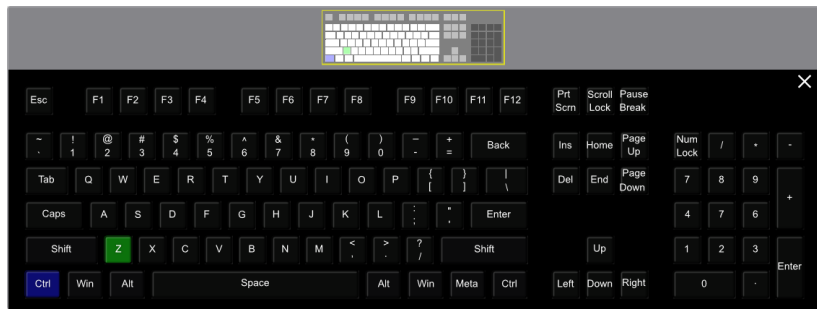 Esc F1 F2 F3 F4 F5 F6 F7 F8 F9 F10 F11 F12 Prt Scrn Scroll Lock Pause Break
~ . ! 1 @ 2 # 3 $ 4 % 5 ^ 6 & 7 * 8 ( 9 ) 0 – - + = Back Ins Home Page Up Num Lock / * -
Tab Q W E R T Y U I O P { [ } ] | \ Del End Page Down 7 8 9 +
Caps A S D F G H J K L : ; " ' Enter 4 7 6
Shift Z X C V B N M < , > . ? / Shift Up 1 2 3 Enter
Ctrl Win Alt Space Alt Win Meta Ctrl Left Down Right 0 .